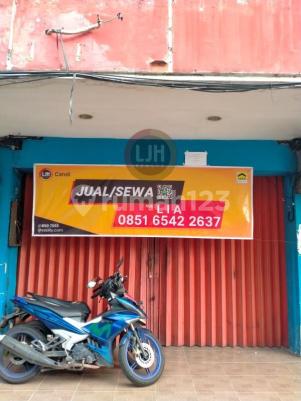 LJH Canal
JUAL/SEWA
LIA
0851 6542 2637
LJH
rumah123